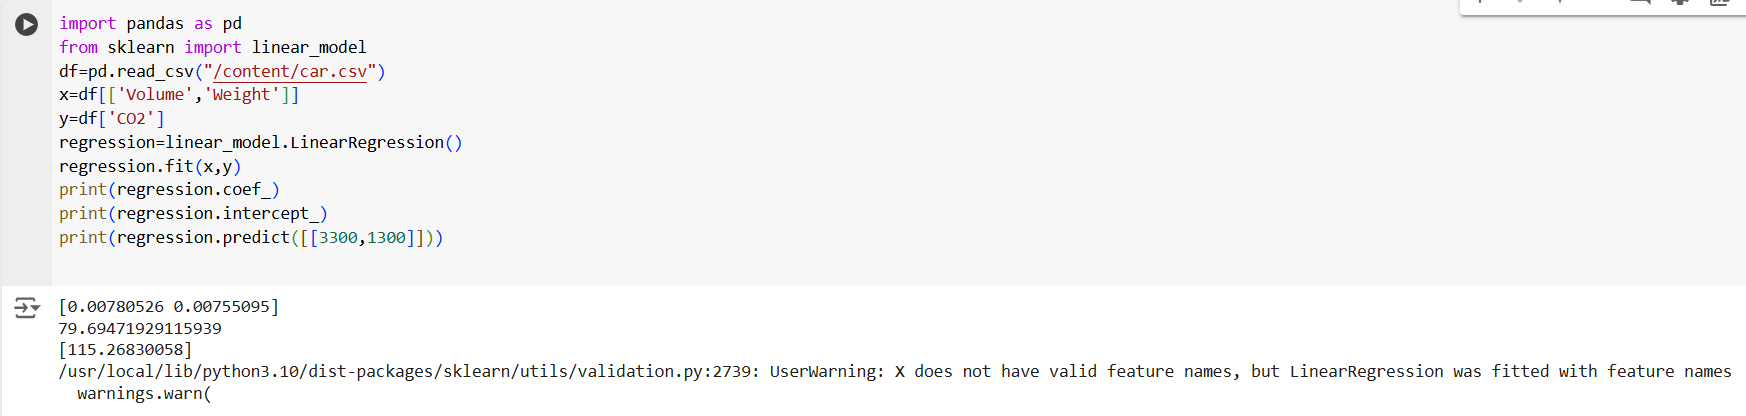 import pandas as pd
from sklearn import linear_model
df=pd.read_csv("/content/car.csv")
x=df[['Volume','Weight']]
y=df['CO2']
regression=linear_model.LinearRegression()
regression.fit(x,y)
print(regression.coef_)
print(regression.intercept_)
print(regression.predict([[3300,1300]]))
[0.00780526 0.00755095]
79.69471929115939
[115.26830058]
/usr/local/lib/python3.10/dist-packages/sklearn/utils/validation.py:2739: UserWarning: X does not have valid feature names, but LinearRegression was fitted with feature names
  warnings.warn(